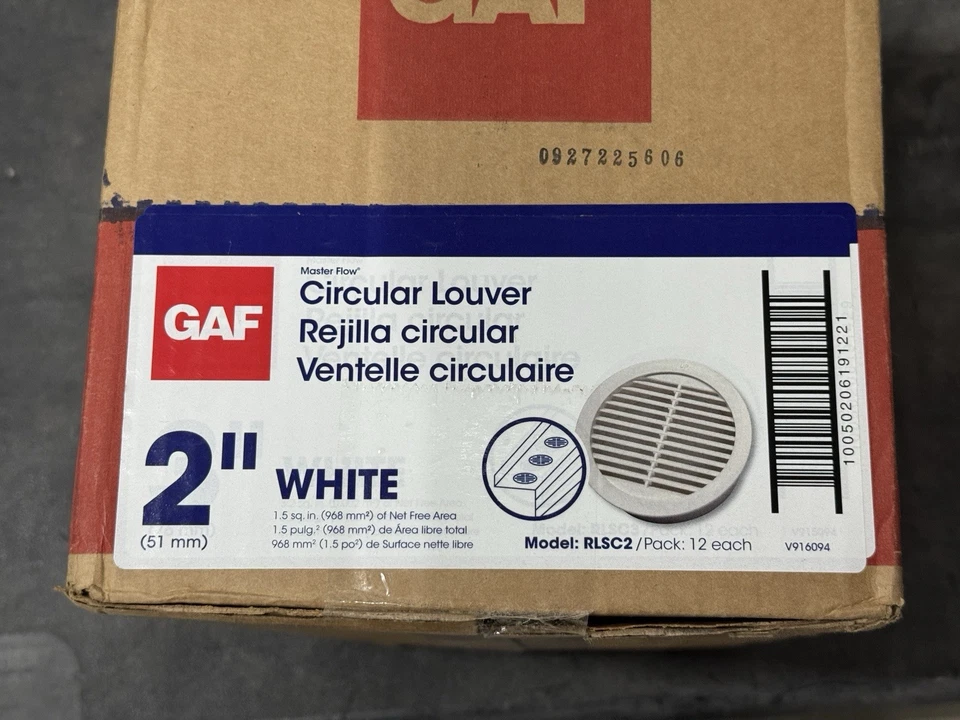 GAF
0927225606
Master Flow®
GAF
Circular Louver
Rejilla circular
Ventelle circulaire
2"
(51 mm)
WHITE
1.5 sq. in. (968 mm²) of Net Free Area
1.5 pulg.² (968 mm²) de Área libre total
968 mm² (1.5 po²) de Surface nette libre
Model: RLSC2 / Pack: 12 each
V916094
10050206191221